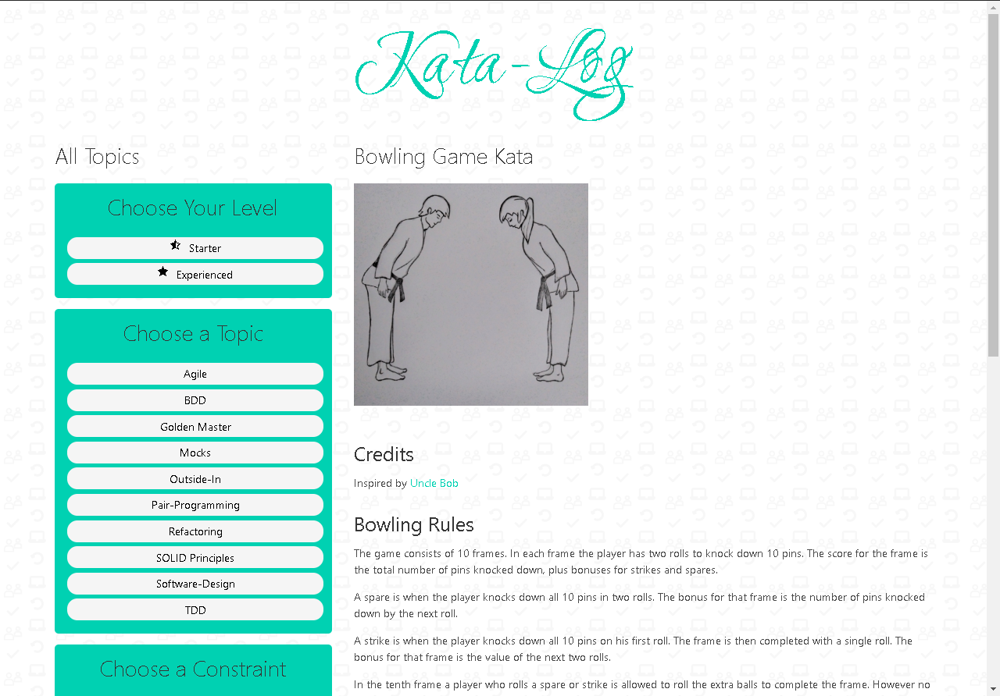 Kata-Log
All Topics
Choose Your Level
Starter
Experienced
Choose a Topic
Agile
BDD
Golden Master
Mocks
Outside-In
Pair-Programming
Refactoring
SOLID Principles
Software-Design
TDD
Choose a Constraint
Bowling Game Kata
Credits
Inspired by Uncle Bob
Bowling Rules
The game consists of 10 frames. In each frame the player has two rolls to knock down 10 pins. The score for the frame is
the total number of pins knocked down, plus bonuses for strikes and spares.
A spare is when the player knocks down all 10 pins in two rolls. The bonus for that frame is the number of pins knocked
down by the next roll.
A strike is when the player knocks down all 10 pins on his first roll. The frame is then completed with a single roll. The
bonus for that frame is the value of the next two rolls.
In the tenth frame a player who rolls a spare or strike is allowed to roll the extra balls to complete the frame. However no